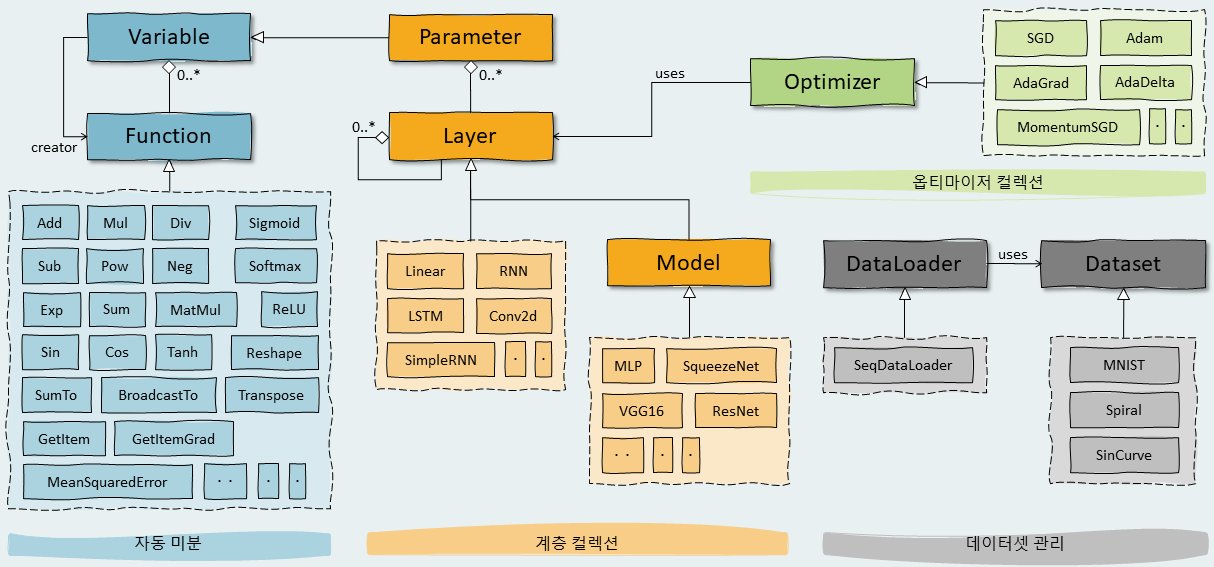 Variable
Parameter
0..*
0..*
creator
Function
0..*
Layer
uses
Optimizer
SGD
Adam
AdaGrad
AdaDelta
MomentumSGD
·
·
옵티마이저 컬렉션
Add
Mul
Div
Sigmoid
Sub
Pow
Neg
Softmax
Exp
Sum
MatMul
ReLU
Sin
Cos
Tanh
Reshape
SumTo
BroadcastTo
Transpose
GetItem
GetItemGrad
MeanSquaredError
· ·
·
·
자동 미분
Linear
RNN
LSTM
Conv2d
SimpleRNN
·
·
Model
MLP
SqueezeNet
VGG16
ResNet
· ·
·
·
계층 컬렉션
DataLoader
uses
Dataset
SeqDataLoader
MNIST
Spiral
SinCurve
데이터셋 관리